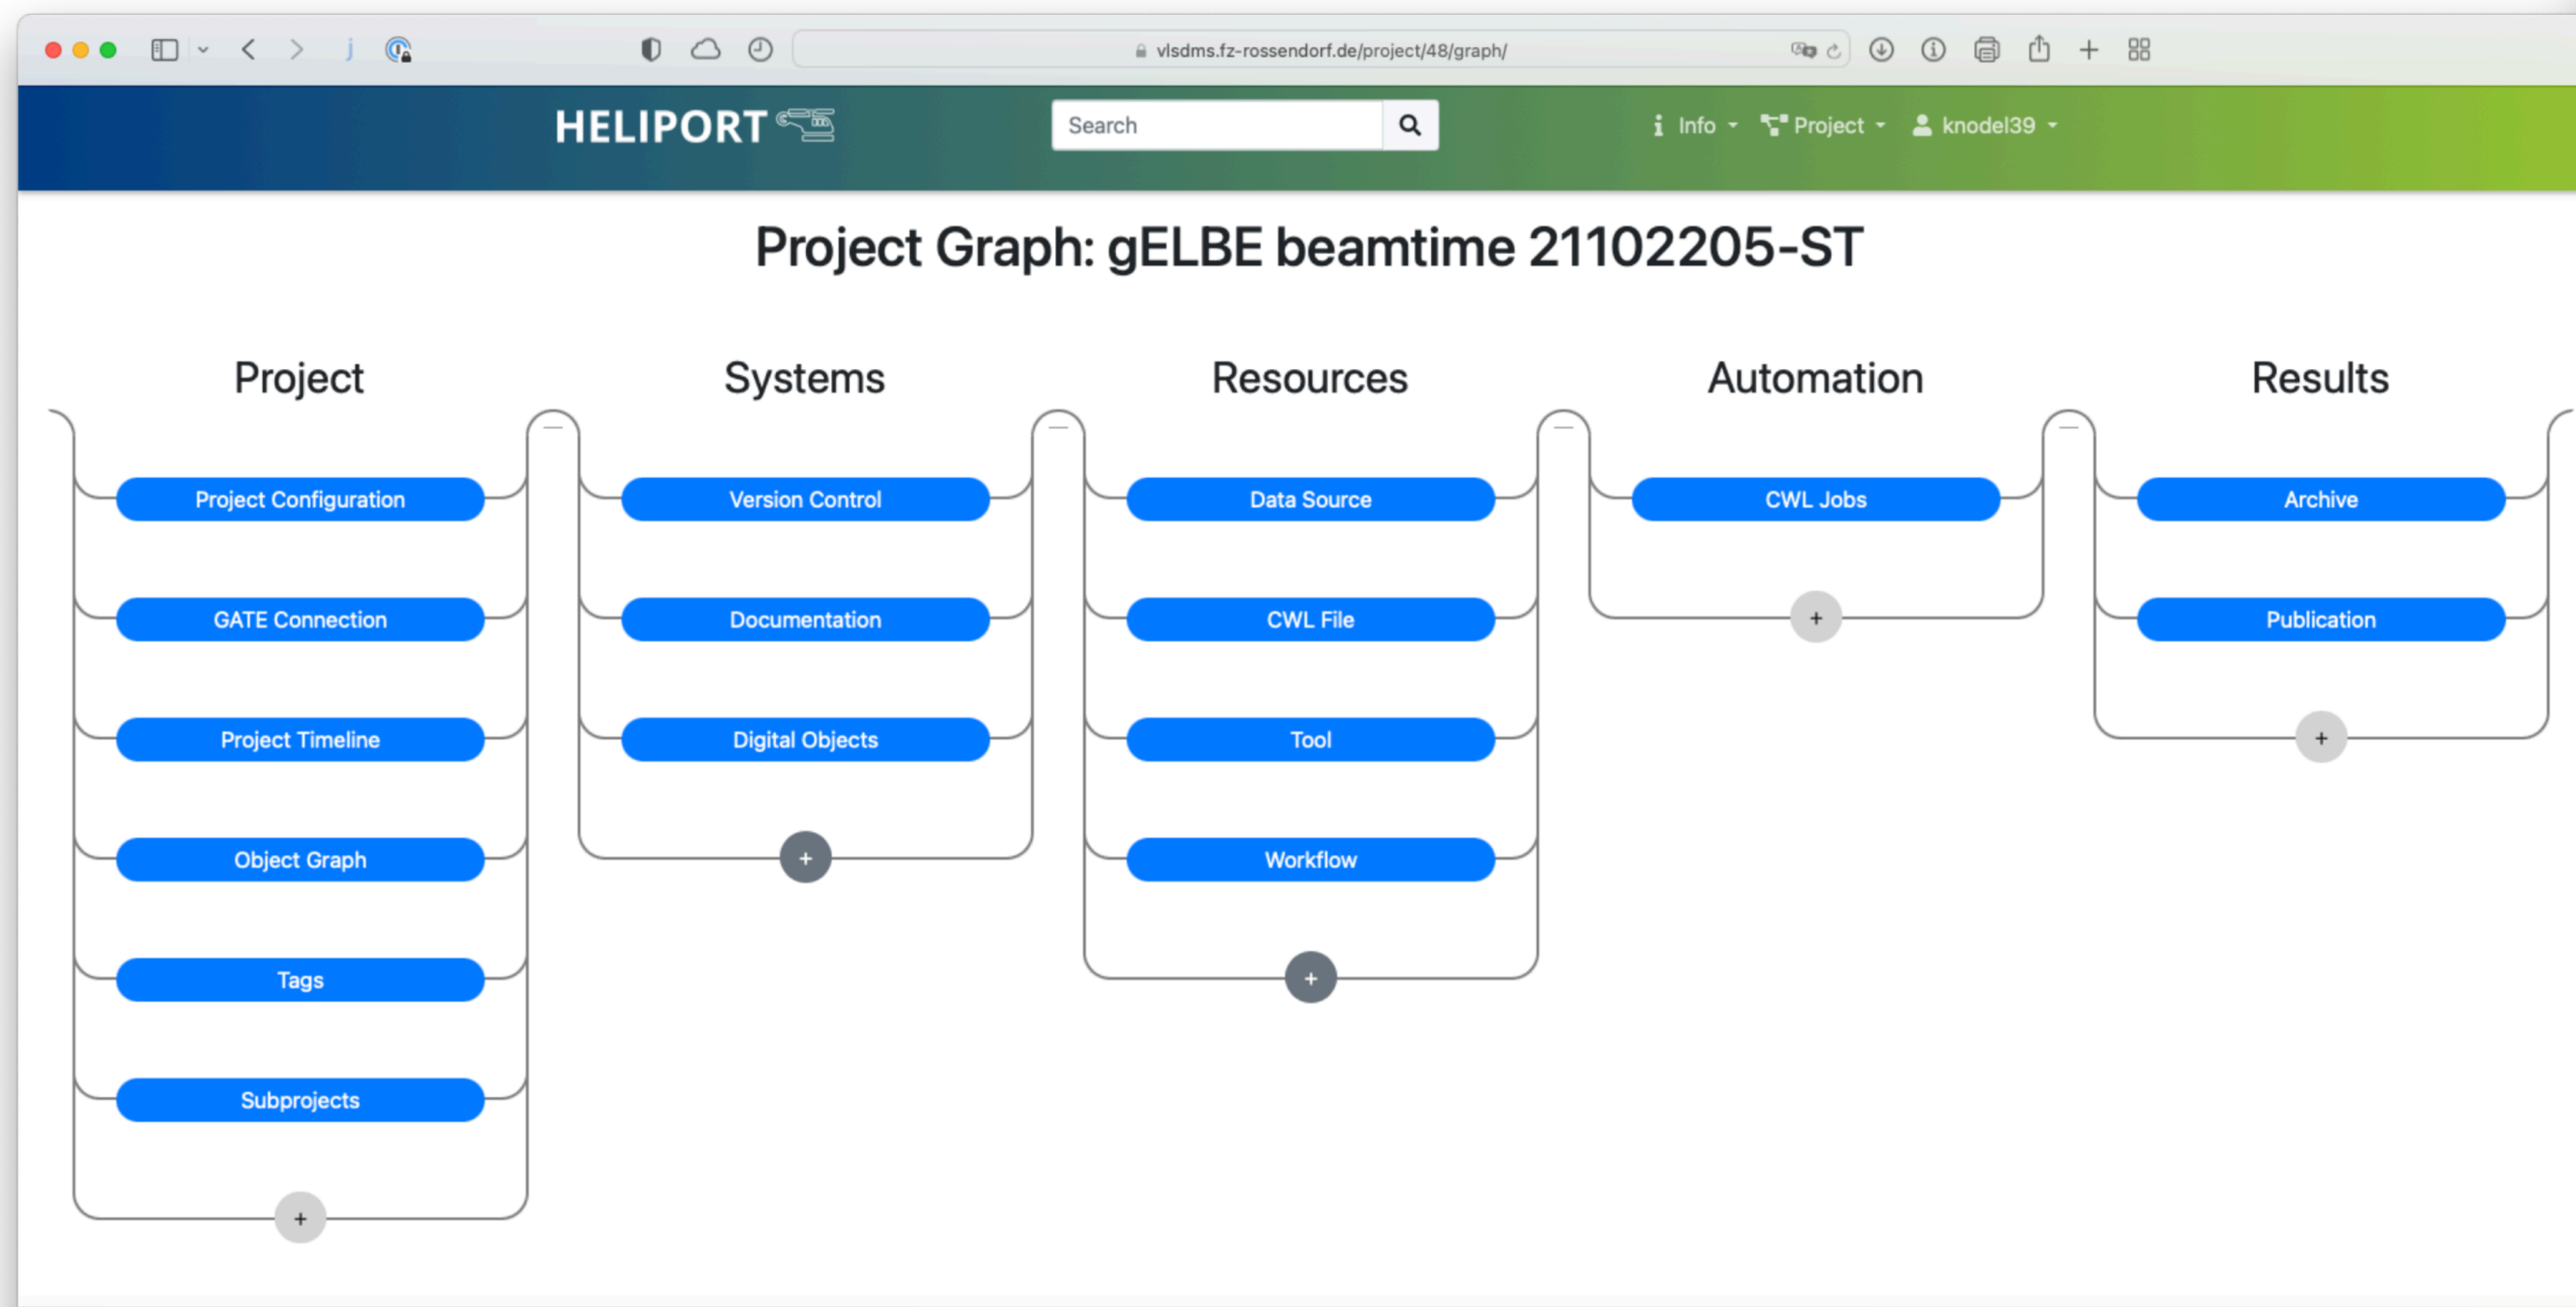 vlsdms.fz-rossendorf.de/project/48/graph/
HELIPORT
Search
Info
Project
knodel39
Project Graph: gELBE beamtime 21102205-ST
Project
Project Configuration
GATE Connection
Project Timeline
Object Graph
Tags
Subprojects
+
Systems
Version Control
Documentation
Digital Objects
+
Resources
Data Source
CWL File
Tool
Workflow
+
Automation
CWL Jobs
+
Results
Archive
Publication
+